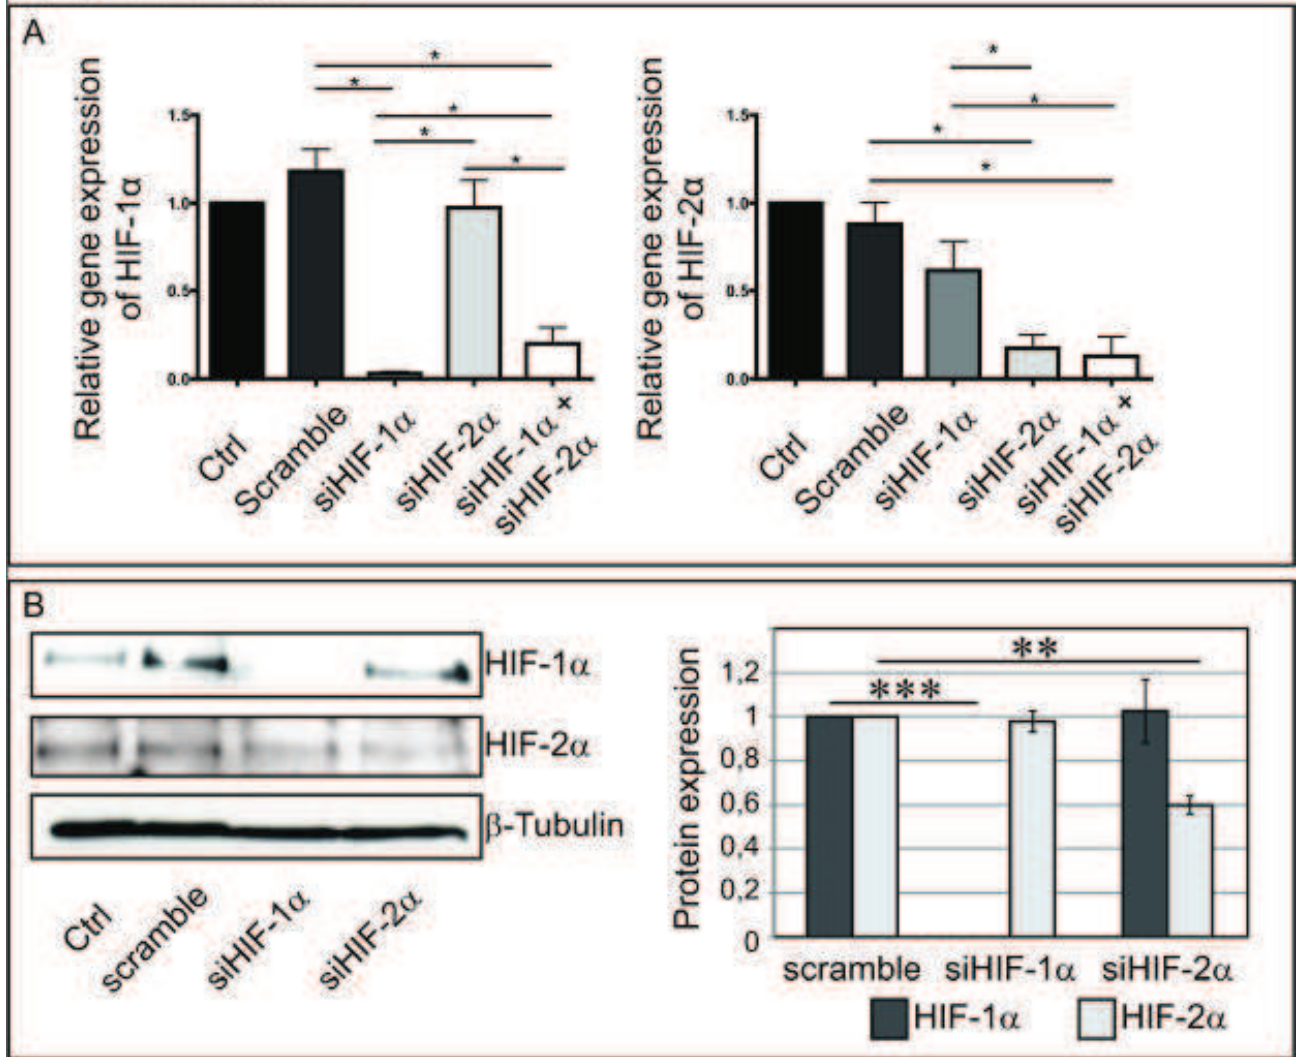 A
Relative gene expression
of HIF-1α
1.5
1.0
0.5
0.0
*
*
*
*
*
Ctrl
Scramble
siHIF-1α
siHIF-2α
siHIF-1α +
siHIF-2α
Relative gene expression
of HIF-2α
1.5
1.0
0.5
0.0
*
*
*
*
Ctrl
Scramble
siHIF-1α
siHIF-2α
siHIF-1α +
siHIF-2α
B
HIF-1α
HIF-2α
β-Tubulin
Ctrl
scramble
siHIF-1α
siHIF-2α
Protein expression
1,2
1
0,8
0,6
0,4
0,2
0
**
***
scramble
siHIF-1α
siHIF-2α
HIF-1α
HIF-2α